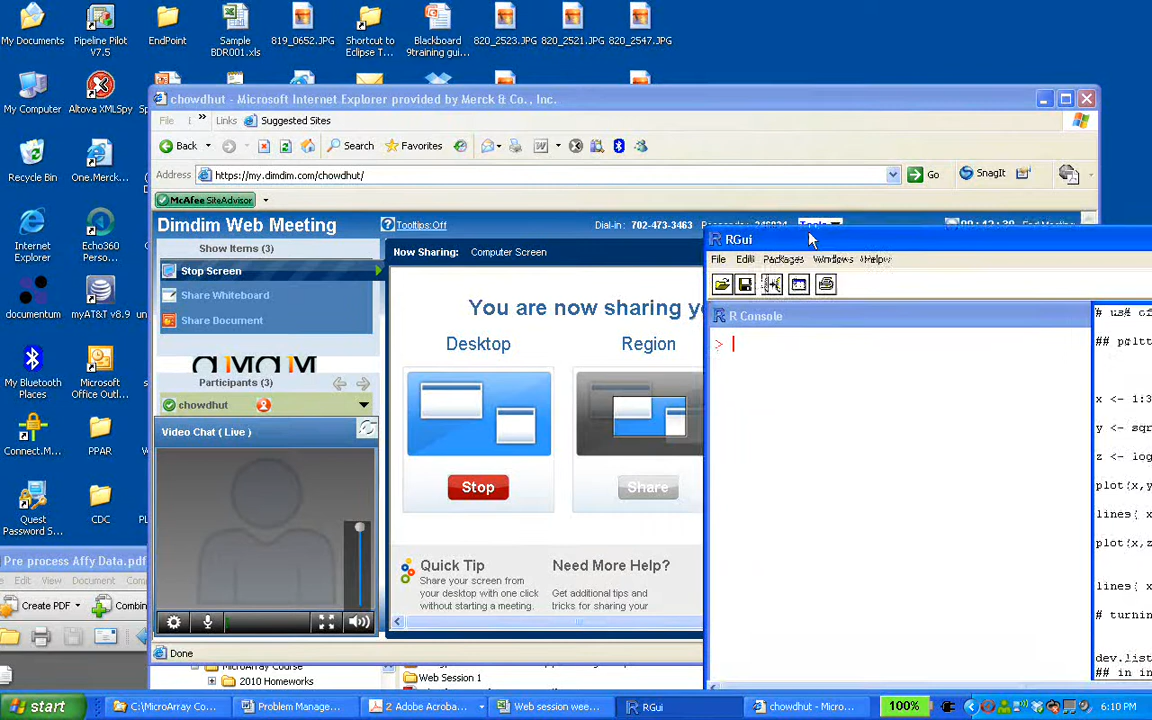 My Documents
Pipeline Pilot
V7.5
EndPoint
Sample
BDR001.xls
819_0652.JPG
Shortcut to
Eclipse T...
Blackboard
9training gui...
820_2523.JPG
820_2521.JPG
820_2547.JPG
My Computer
Altova XMLSpy
chowdhut - Microsoft Internet Explorer provided by Merck & Co., Inc.
File
»
Links
Suggested Sites
Back
Search
Favorites
Address
https://my.dimdim.com/chowdhut/
Go
SnagIt
McAfee SiteAdvisor
Recycle Bin
One.Merck...
Dimdim Web Meeting
Tooltips:Off
Dial-in: 702-473-3463
Show Items (3)
Now Sharing: Computer Screen
Stop Screen
Share Whiteboard
Share Document
You are now sharing
Desktop
Region
Internet
Explorer
Echo360
Perso...
documentum
myAT&T v8.9
Participants (3)
chowdhut
Video Chat ( Live )
My Bluetooth
Places
Microsoft
Office Outl...
Stop
Share
Connect.M...
PPAR
Quest
Password S...
CDC
Quick Tip
Share your screen from
your desktop with one click
without starting a meeting.
Need More Help?
Get additional tips and
tricks for sharing your
RGui
File Edit Packages Windows Help
R Console
>
x <- 1:3
y <- sqr
z <- log
plot(x,y
lines( x
plot(x,z
lines( x
# turnin
dev.list
## in in
Pre process Affy Data.pdf
Document
Create PDF
Combin
Done
MicroArray Course
2010 Homeworks
Web Session 1
start
C:\MicroArray Co...
Problem Manage...
2 Adobe Acroba...
Web session wee...
RGui
chowdhut - Micro...
100%
6:10 PM